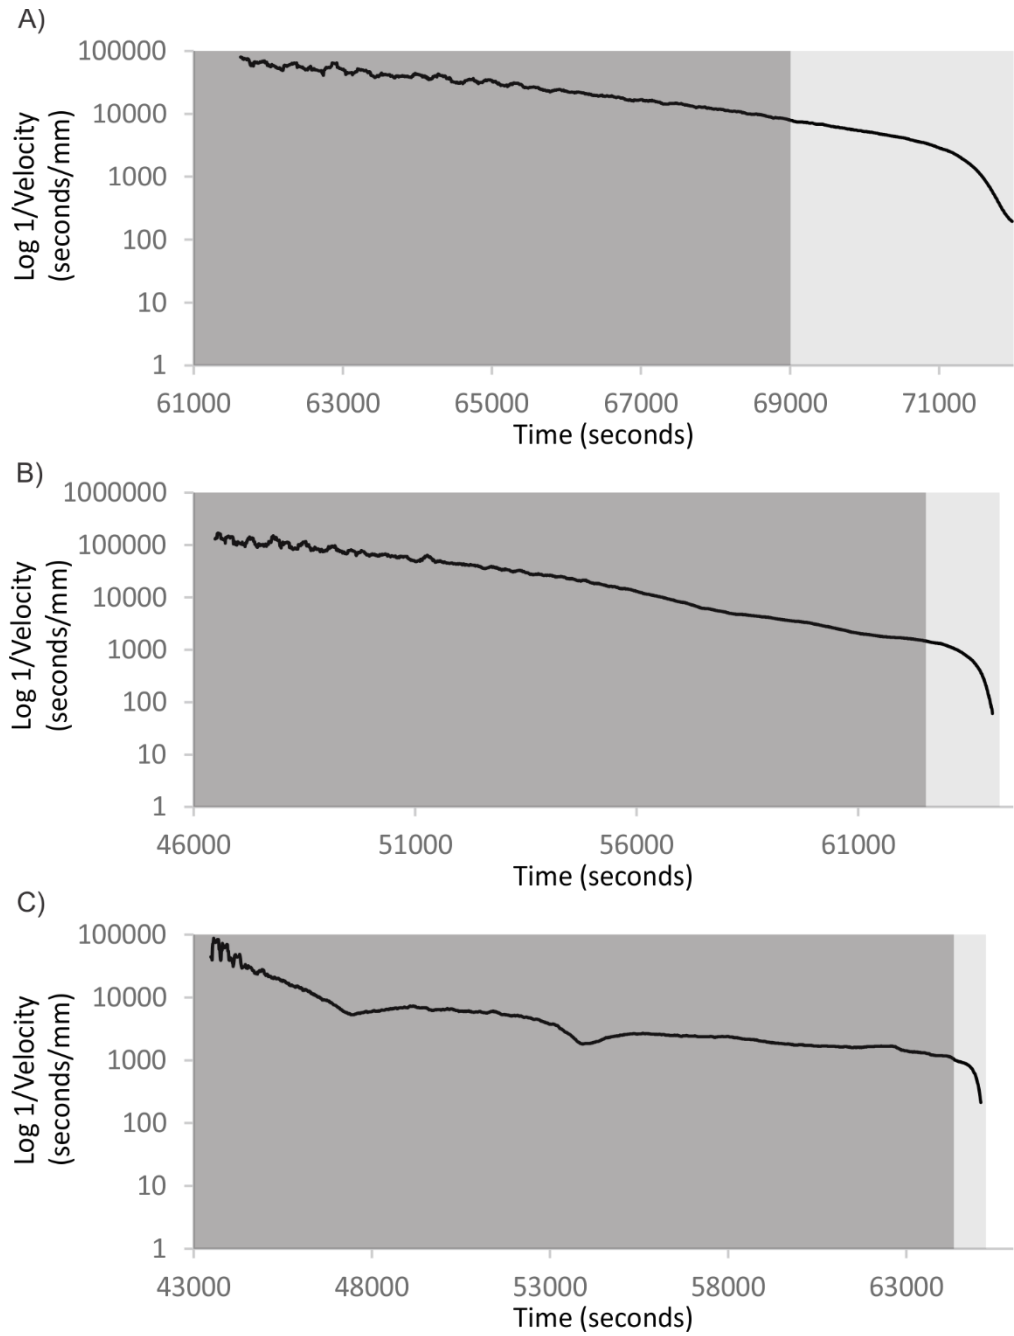 A)
100000
10000
1000
100
10
1
Log 1/Velocity
(seconds/mm)
61000 63000 65000 67000 69000 71000
Time (seconds)
B)
1000000
100000
10000
1000
100
10
1
Log 1/Velocity
(seconds/mm)
46000 51000 56000 61000
Time (seconds)
C)
100000
10000
1000
100
10
1
Log 1/Velocity
(seconds/mm)
43000 48000 53000 58000 63000
Time (seconds)